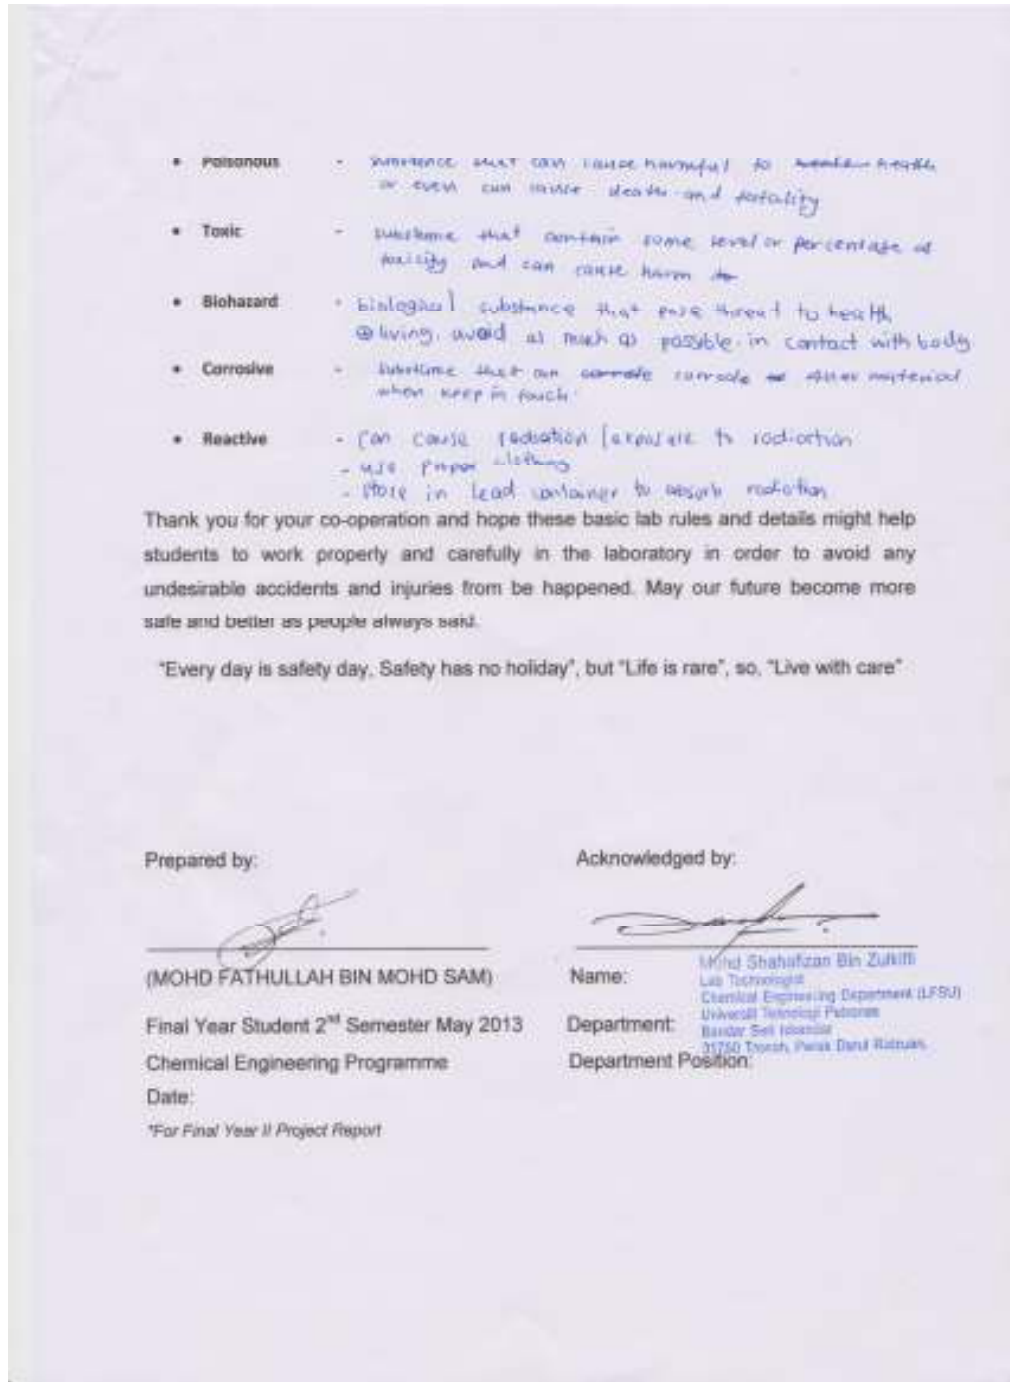 • Poisonous - substance that can cause harmful to health
or even can cause death and fatality
• Toxic - substance that contain some level or percentage of
toxicity and can cause harm to
• Biohazard - biological substance that pose threat to health
@ living. avoid as much as possible in contact with body
• Corrosive - substance that can corrode corrode other material
when keep in touch.
• Reactive - can cause radiation (exposure to radiation
- use proper clothing
- store in lead container to absorb radiation
Thank you for your co-operation and hope these basic lab rules and details might help
students to work properly and carefully in the laboratory in order to avoid any
undesirable accidents and injuries from be happened. May our future become more
safe and better as people always said.
"Every day is safety day. Safety has no holiday", but "Life is rare", so, "Live with care"
Prepared by:
Acknowledged by:
(MOHD FATHULLAH BIN MOHD SAM)
Name: Mohd Shahafizan Bin Zulkifli
Lab Technologist
Chemical Engineering Department (LFSU)
Final Year Student 2nd Semester May 2013
Department: Universiti Teknologi Petronas
Bandar Seri Iskandar
31750 Tronoh, Perak Darul Ridzuan.
Chemical Engineering Programme
Department Position:
Date:
*For Final Year II Project Report